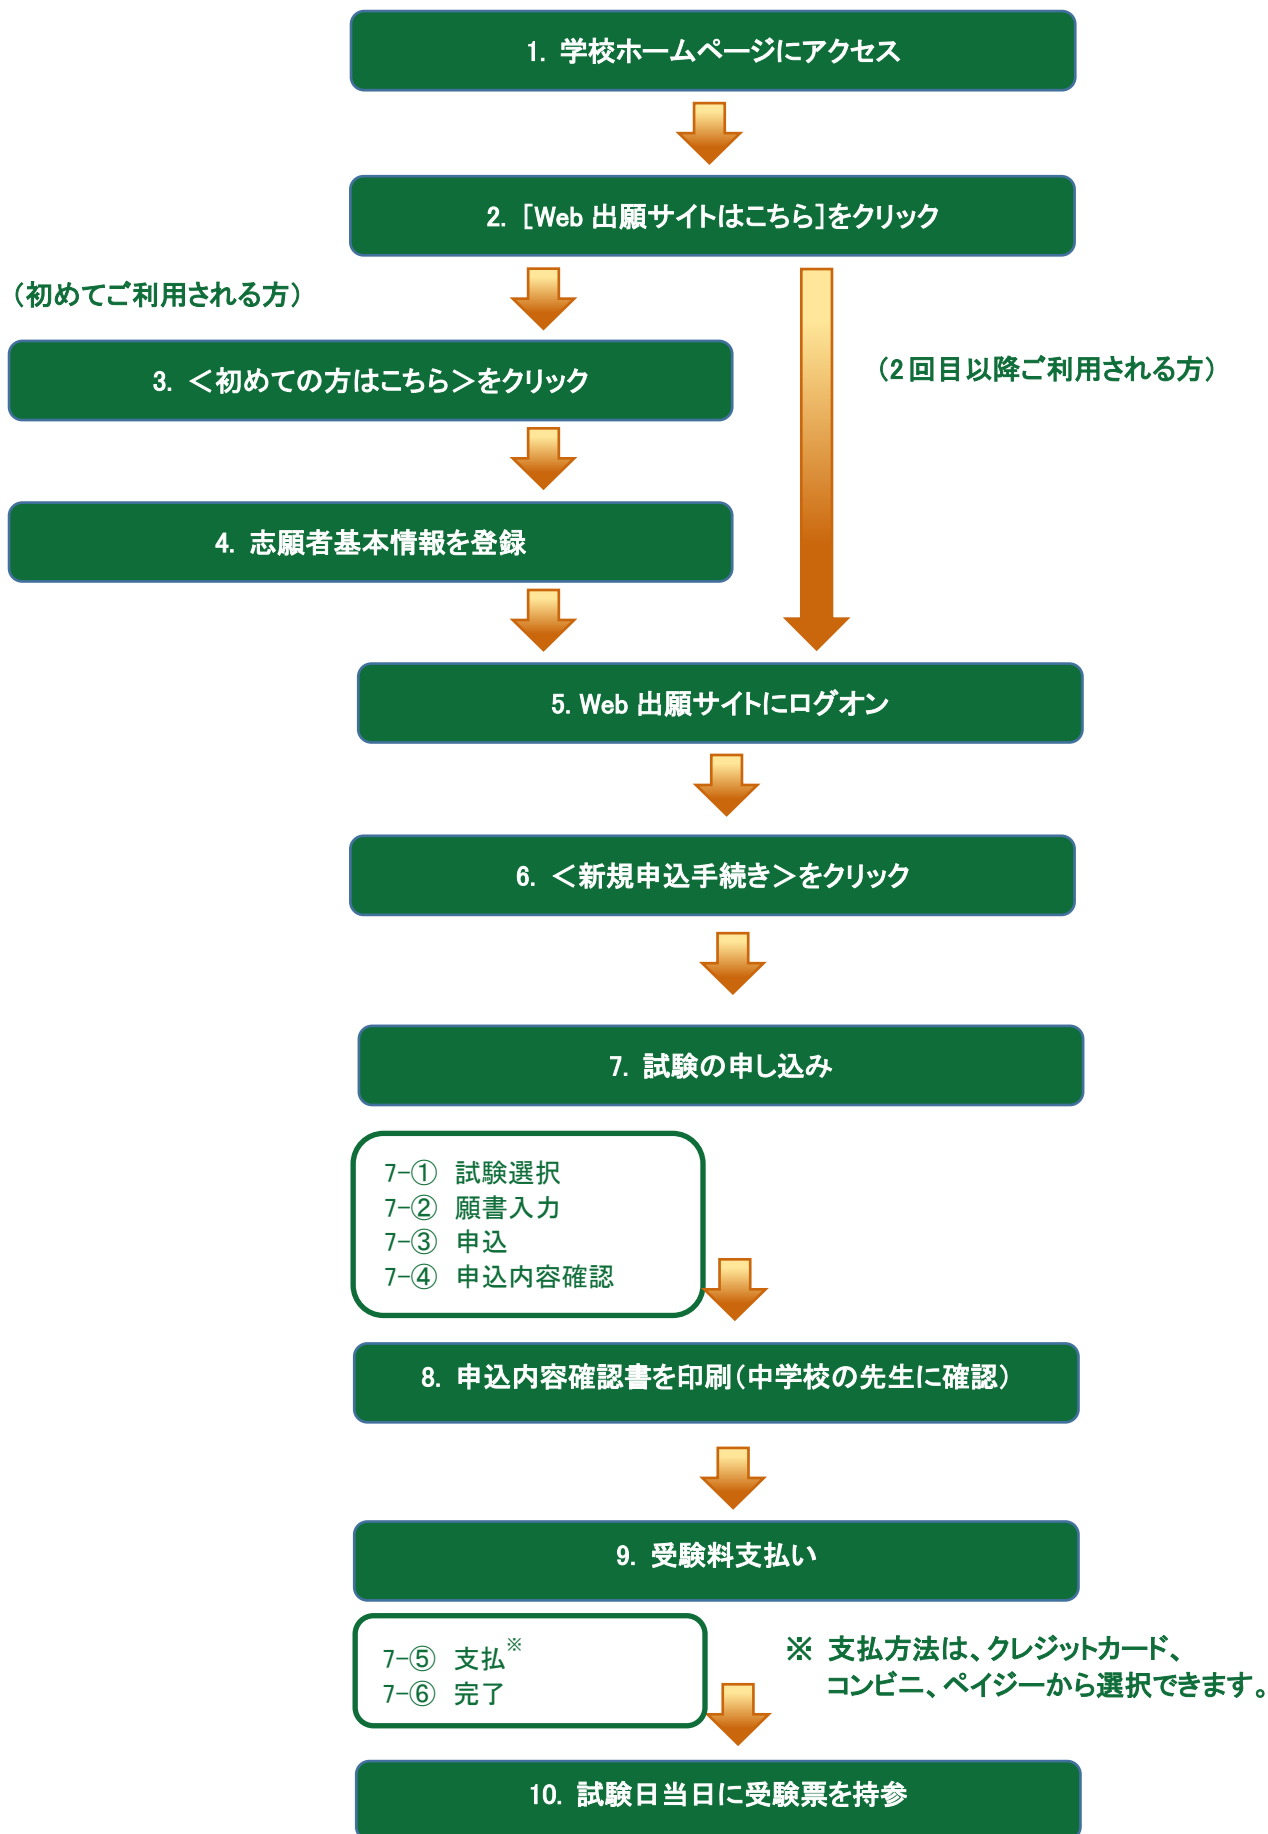 1. 学校ホームページにアクセス
2. [Web 出願サイトはこちら]をクリック
（初めてご利用される方）
3. ＜初めての方はこちら＞をクリック
（2回目以降ご利用される方）
4. 志願者基本情報を登録
5. Web 出願サイトにログオン
6. ＜新規申込手続き＞をクリック
7. 試験の申し込み
7-① 試験選択
7-② 願書入力
7-③ 申込
7-④ 申込内容確認
8. 申込内容確認書を印刷（中学校の先生に確認）
9. 受験料支払い
7-⑤ 支払※
7-⑥ 完了
※ 支払方法は、クレジットカード、
コンビニ、ペイジーから選択できます。
10. 試験日当日に受験票を持参